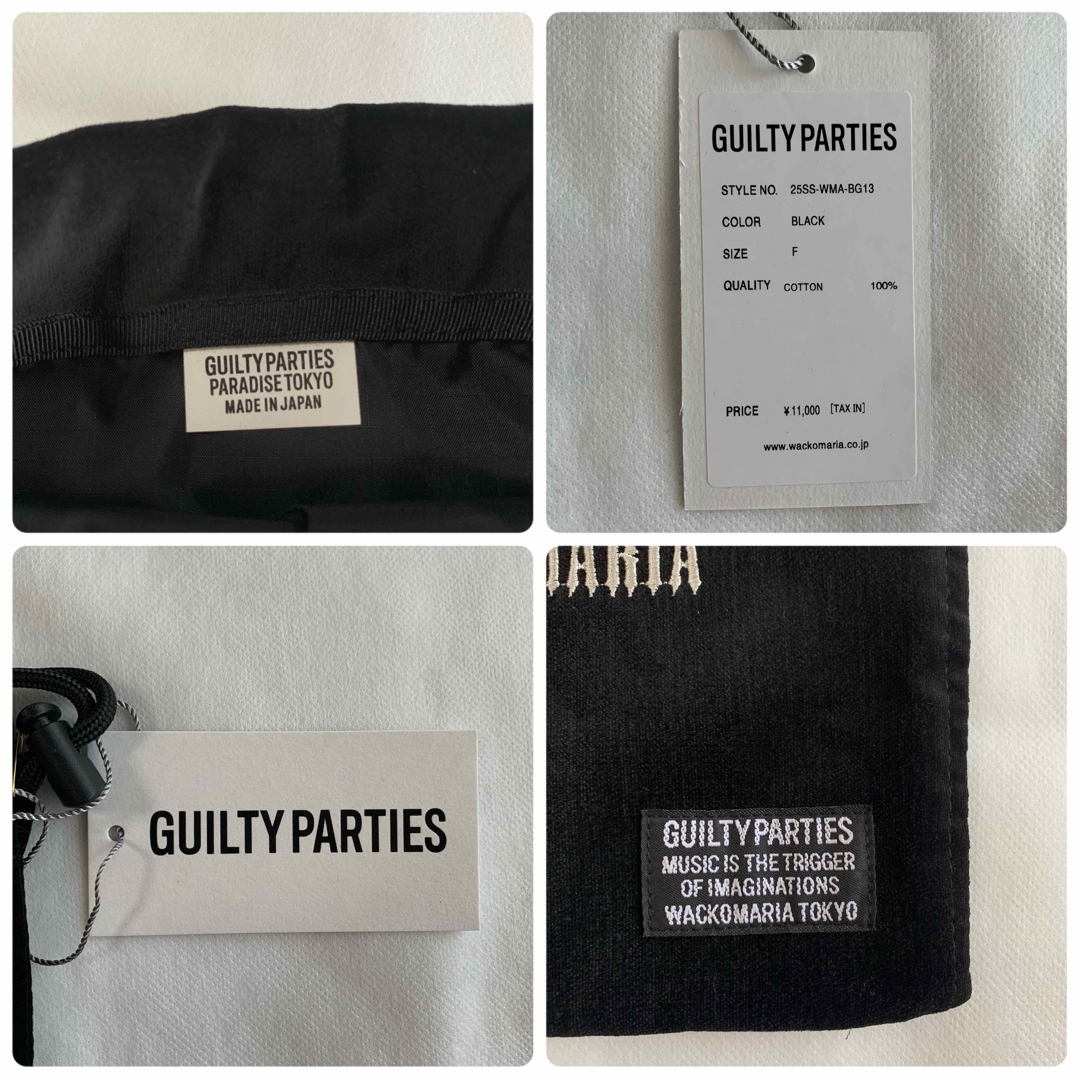 GUILTY PARTIES
PARADISE TOKYO
MADE IN JAPAN
GUILTY PARTIES
STYLE NO. 25SS-WMA-BG13
COLOR BLACK
SIZE F
QUALITY COTTON 100%
PRICE ¥11,000 [TAX IN]
www.wackomaria.co.jp
GUILTY PARTIES
MARIA
GUILTY PARTIES
MUSIC IS THE TRIGGER
OF IMAGINATIONS
WACKOMARIA TOKYO